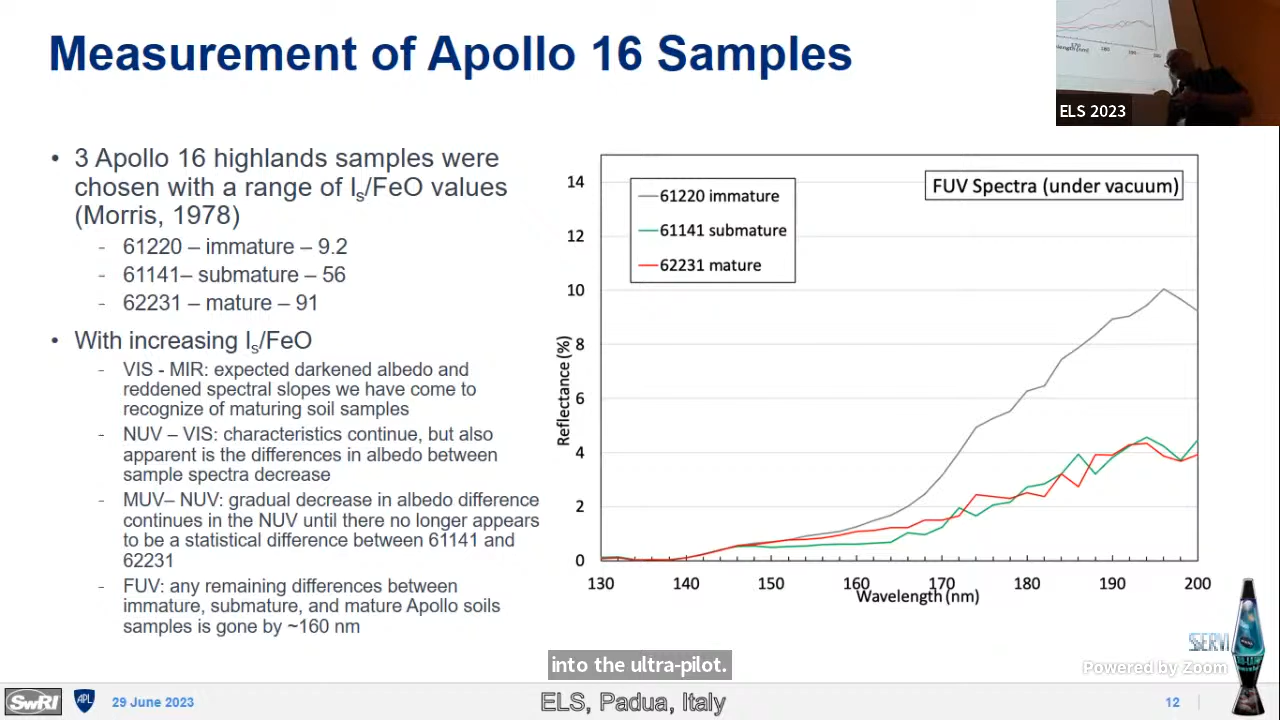 Measurement of Apollo 16 Samples
ELS 2023
• 3 Apollo 16 highlands samples were
chosen with a range of Is/FeO values
(Morris, 1978)
- 61220 – immature – 9.2
- 61141– submature – 56
- 62231 – mature – 91
• With increasing Is/FeO
- VIS - MIR: expected darkened albedo and
reddened spectral slopes we have come to
recognize of maturing soil samples
- NUV – VIS: characteristics continue, but also
apparent is the differences in albedo between
sample spectra decrease
- MUV– NUV: gradual decrease in albedo difference
continues in the NUV until there no longer appears
to be a statistical difference between 61141 and
62231
- FUV: any remaining differences between
immature, submature, and mature Apollo soils
samples is gone by ~160 nm
FUV Spectra (under vacuum)
61220 immature
61141 submature
62231 mature
Reflectance (%)
14
12
10
8
6
4
2
0
130 140 150 160 170 180 190 200
Wavelength (nm)
into the ultra-pilot.
SERVI
Powered by Zoom
SwRI
APL
29 June 2023
ELS, Padua, Italy
12